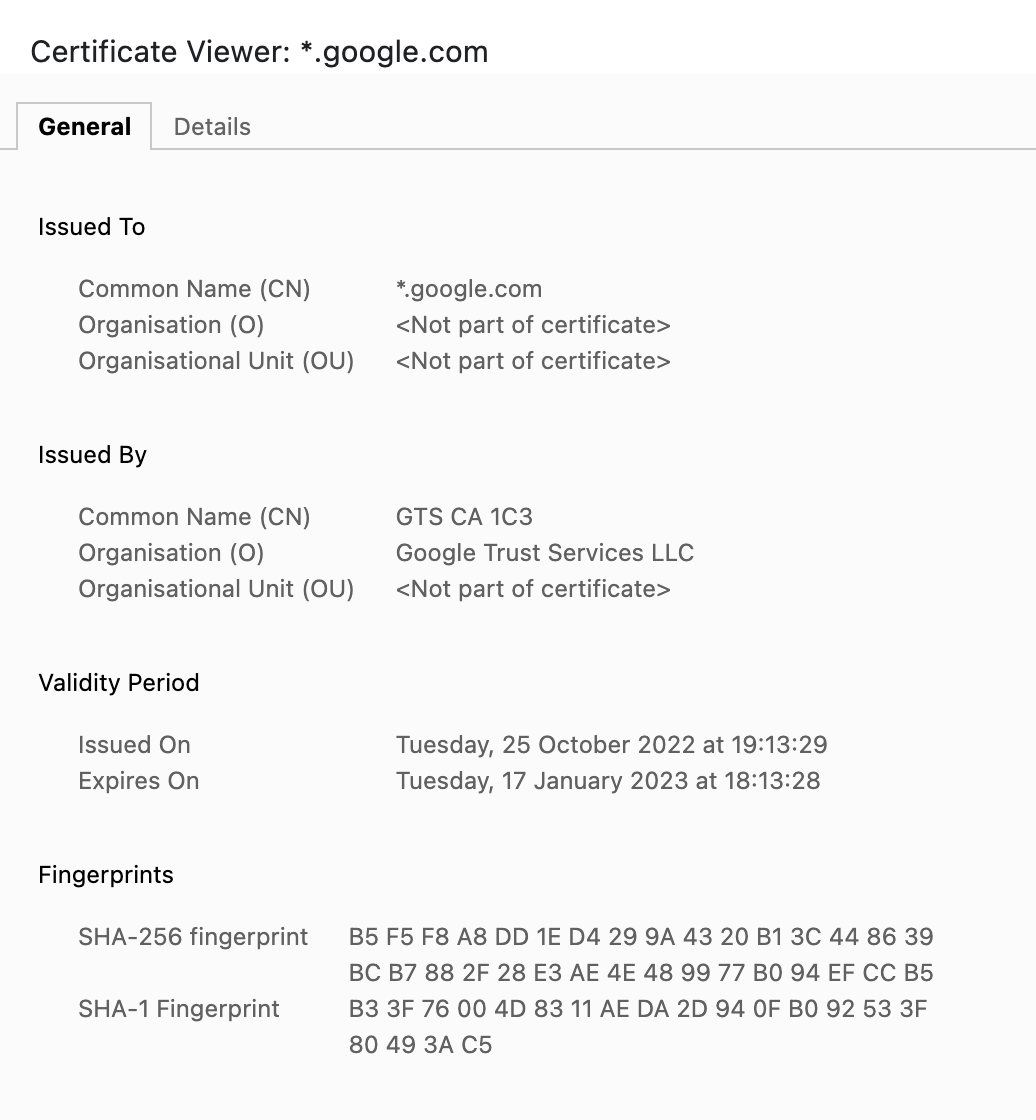 Certificate Viewer: *.google.com
General Details
Issued To
Common Name (CN) *.google.com
Organisation (O) <Not part of certificate>
Organisational Unit (OU) <Not part of certificate>
Issued By
Common Name (CN) GTS CA 1C3
Organisation (O) Google Trust Services LLC
Organisational Unit (OU) <Not part of certificate>
Validity Period
Issued On Tuesday, 25 October 2022 at 19:13:29
Expires On Tuesday, 17 January 2023 at 18:13:28
Fingerprints
SHA-256 fingerprint B5 F5 F8 A8 DD 1E D4 29 9A 43 20 B1 3C 44 86 39
BC B7 88 2F 28 E3 AE 4E 48 99 77 B0 94 EF CC B5
SHA-1 Fingerprint B3 3F 76 00 4D 83 11 AE DA 2D 94 0F B0 92 53 3F
80 49 3A C5